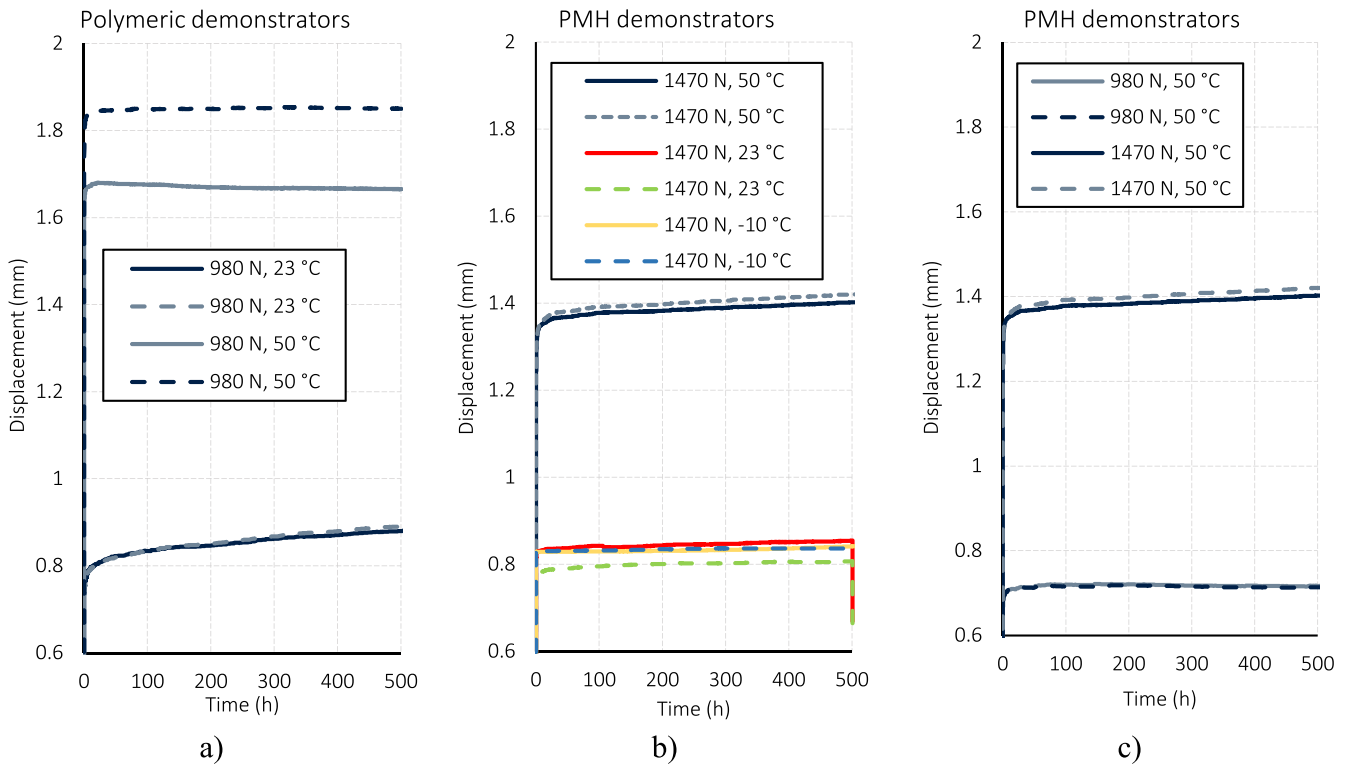 Polymeric demonstrators
2
1.8
1.6
1.4
1.2
1
0.8
0.6
Displacement (mm)
980 N, 23 °C
980 N, 23 °C
980 N, 50 °C
980 N, 50 °C
0 100 200 300 400 500
Time (h)
a)
PMH demonstrators
2
1.8
1.6
1.4
1.2
1
0.8
0.6
Displacement (mm)
1470 N, 50 °C
1470 N, 50 °C
1470 N, 23 °C
1470 N, 23 °C
1470 N, -10 °C
1470 N, -10 °C
0 100 200 300 400 500
Time (h)
b)
PMH demonstrators
2
1.8
1.6
1.4
1.2
1
0.8
0.6
Displacement (mm)
980 N, 50 °C
980 N, 50 °C
1470 N, 50 °C
1470 N, 50 °C
0 100 200 300 400 500
Time (h)
c)